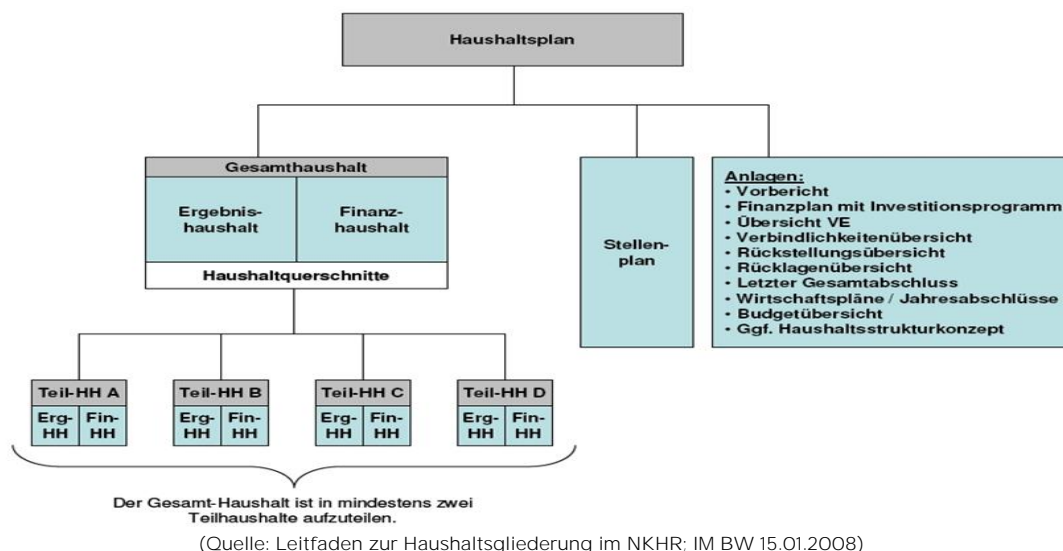 Haushaltsplan
Gesamthaushalt
Ergebnis-
haushalt
Finanz-
haushalt
Haushaltquerschnitte
Stellen-
plan
Anlagen:
• Vorbericht
• Finanzplan mit Investitionsprogramm
• Übersicht VE
• Verbindlichkeitenübersicht
• Rückstellungsübersicht
• Rücklagenübersicht
• Letzter Gesamtabschluss
• Wirtschaftspläne / Jahresabschlüsse
• Budgetübersicht
• Ggf. Haushaltsstrukturkonzept
Teil-HH A
Erg-
HH
Fin-
HH
Teil-HH B
Erg-
HH
Fin-
HH
Teil-HH C
Erg-
HH
Fin-
HH
Teil-HH D
Erg-
HH
Fin-
HH
Der Gesamt-Haushalt ist in mindestens zwei
Teilhaushalte aufzuteilen.
(Quelle: Leitfaden zur Haushaltsgliederung im NKHR; IM BW 15.01.2008)